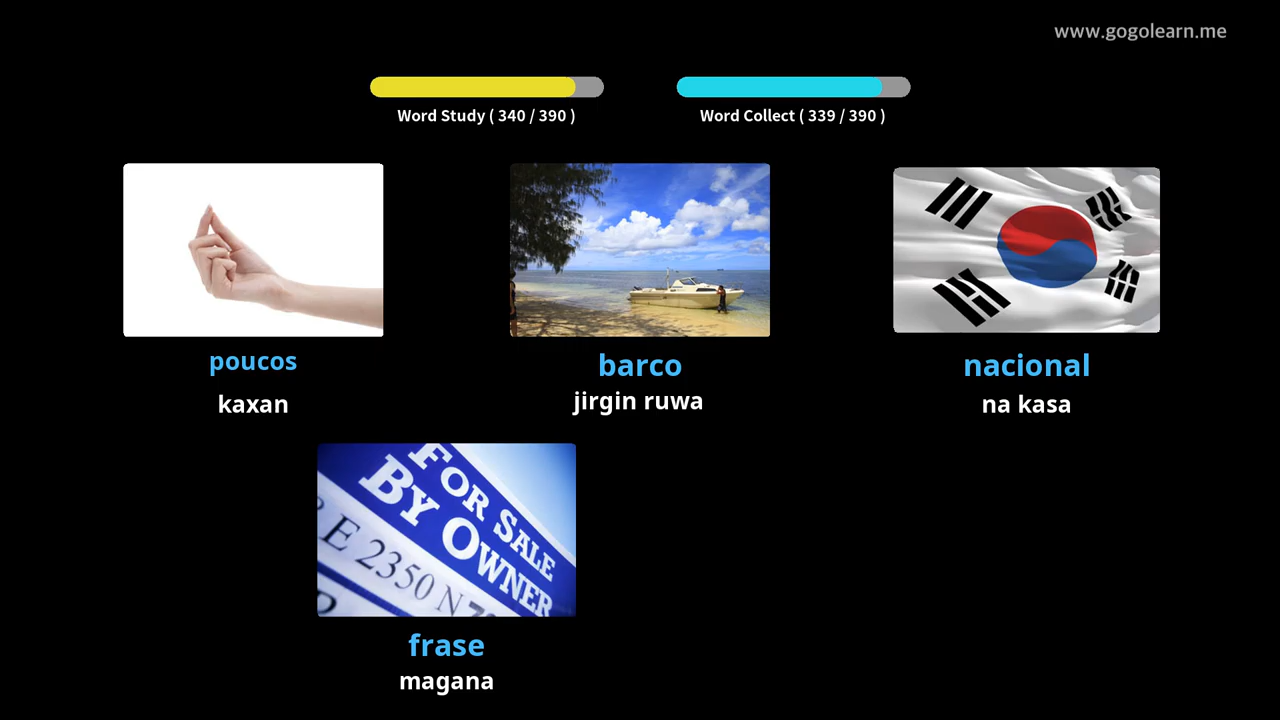 www.gogolearn.me
Word Study ( 340 / 390 )
Word Collect ( 339 / 390 )
poucos
kaxan
barco
jirgin ruwa
nacional
na kasa
FOR SALE
BY OWNER
E 2350 N
frase
magana